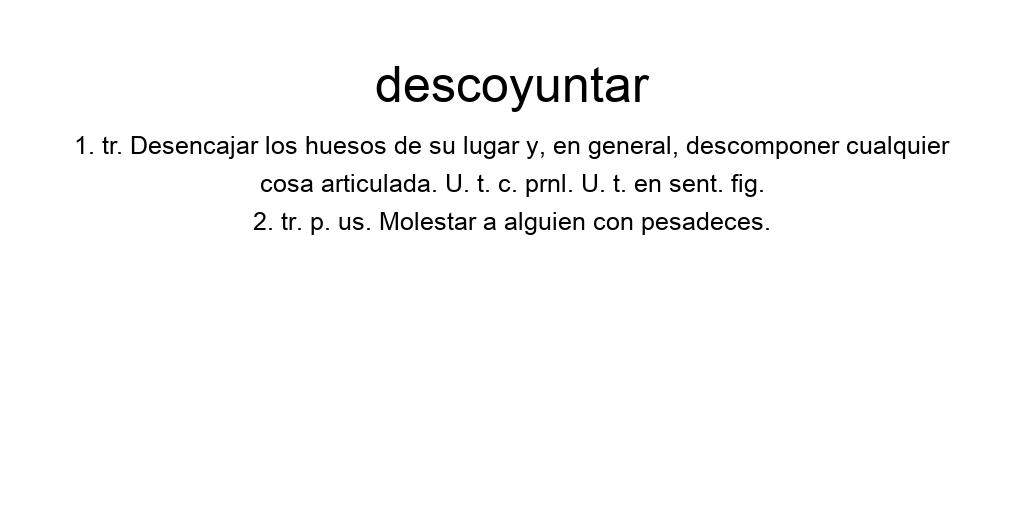 descoyuntar
1. tr. Desencajar los huesos de su lugar y, en general, descomponer cualquier
cosa articulada. U. t. c. prnl. U. t. en sent. fig.
2. tr. p. us. Molestar a alguien con pesadeces.